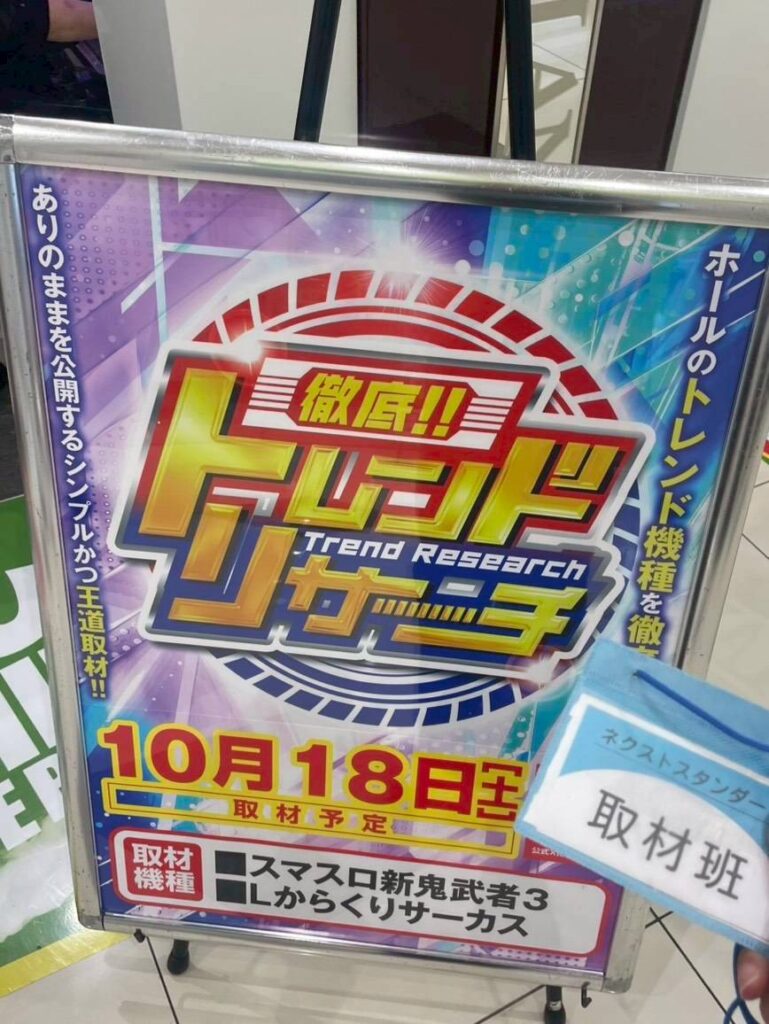 ホールのトレンド機種を徹
ありのままを公開するシンプルかつ王道取材!!
徹底!!
トレンド
Trend Research
リサーチ
10月18日(土)
取材予定
取材機種
■スマスロ新鬼武者3
■Lからくりサーカス
ネクストスタンダー
取材班